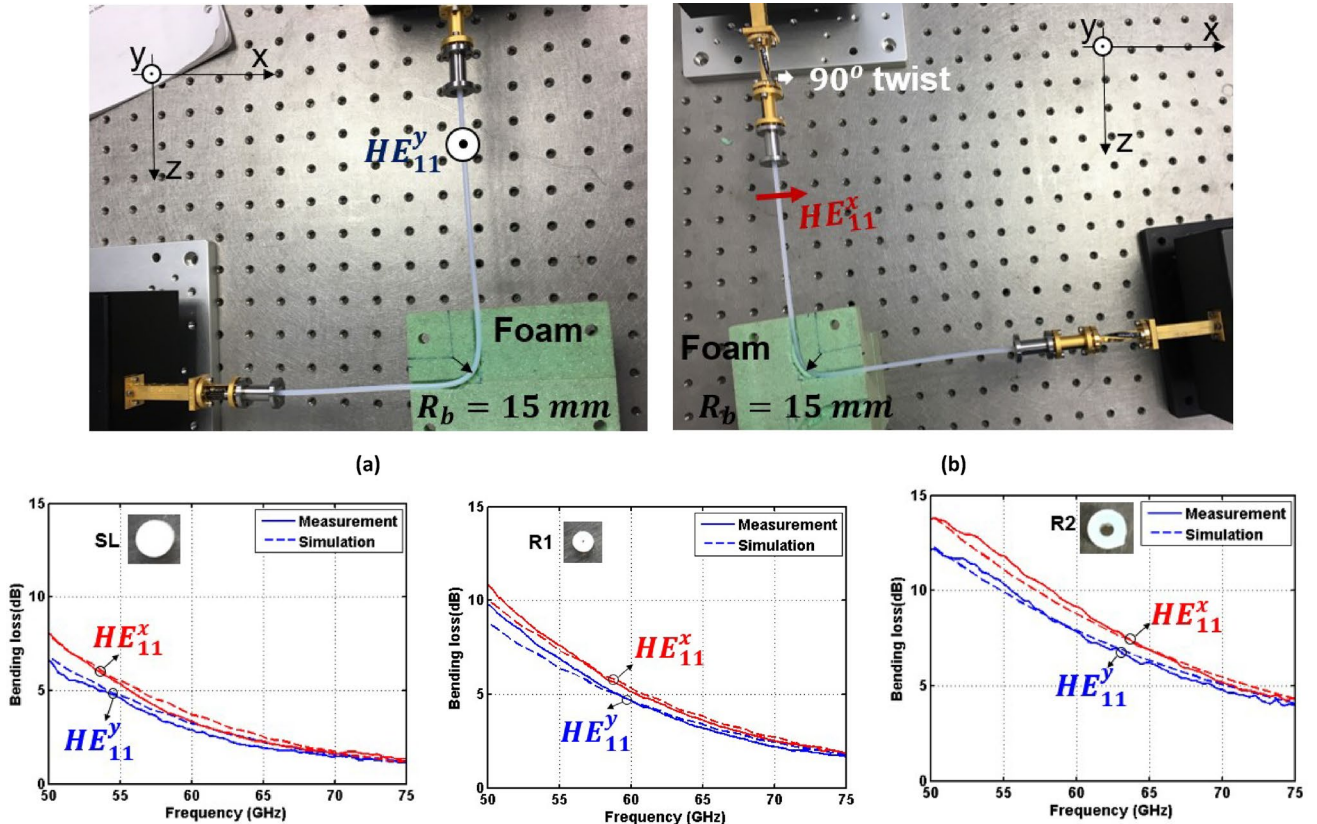 y x
z
HE₁₁ʸ
Foam
R_b = 15 mm
y x
z
90° twist
HE₁₁ˣ
Foam
R_b = 15 mm
(a)
(b)
15
10
5
0
50 55 60 65 70 75
Bending loss(dB)
Frequency (GHz)
SL
Measurement
Simulation
HE₁₁ˣ
HE₁₁ʸ
15
10
5
0
50 55 60 65 70 75
Bending loss(dB)
Frequency (GHz)
R1
Measurement
Simulation
HE₁₁ˣ
HE₁₁ʸ
15
10
5
0
50 55 60 65 70 75
Bending loss(dB)
Frequency (GHz)
R2
Measurement
Simulation
HE₁₁ˣ
HE₁₁ʸ